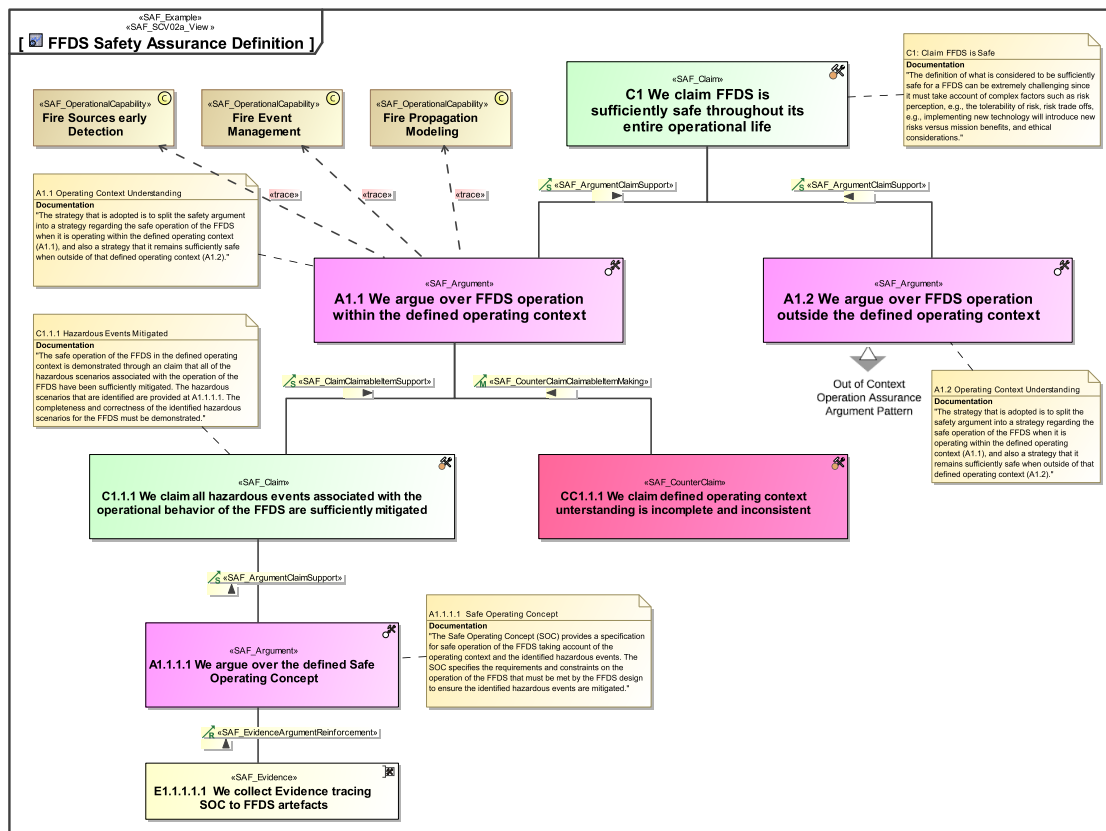 «SAF_Example»
«SAF_SCV02a_View »
[ FFDS Safety Assurance Definition ]
«SAF_OperationalCapability»
Fire Sources early
Detection
C
«SAF_OperationalCapability»
Fire Event
Management
C
«SAF_OperationalCapability»
Fire Propagation
Modeling
C
«SAF_Claim»
C1 We claim FFDS is
sufficiently safe throughout its
entire operational life
C1: Claim FFDS is Safe
Documentation
"The definition of what is considered to be sufficiently
safe for a FFDS can be extremely challenging since
it must take account of complex factors such as risk
perception, e.g., the tolerability of risk, risk trade offs,
e.g., implementing new technology will introduce new
risks versus mission benefits, and ethical
considerations."
«trace»
«trace»
«trace»
S «SAF_ArgumentClaimSupport»
S «SAF_ArgumentClaimSupport»
A1.1 Operating Context Understanding
Documentation
"The strategy that is adopted is to split the safety argument
into a strategy regarding the safe operation of the FFDS
when it is operating within the defined operating context
(A1.1), and also a strategy that it remains sufficiently safe
when outside of that defined operating context (A1.2)."
«SAF_Argument»
A1.1 We argue over FFDS operation
within the defined operating context
«SAF_Argument»
A1.2 We argue over FFDS operation
outside the defined operating context
Out of Context
Operation Assurance
Argument Pattern
C1.1.1 Hazardous Events Mitigated
Documentation
"The safe operation of the FFDS in the defined operating
context is demonstrated through an claim that all of the
hazardous scenarios associated with the operation of the
FFDS have been sufficiently mitigated. The hazardous
scenarios that are identified are provided at A1.1.1.1. The
completeness and correctness of the identified hazardous
scenarios for the FFDS must be demonstrated."
S «SAF_ClaimClaimableItemSupport»
M «SAF_CounterClaimClaimableItemMaking»
A1.2 Operating Context Understanding
Documentation
"The strategy that is adopted is to split the
safety argument into a strategy regarding the
safe operation of the FFDS when it is
operating within the defined operating
context (A1.1), and also a strategy that it
remains sufficiently safe when outside of that
defined operating context (A1.2)."
«SAF_Claim»
C1.1.1 We claim all hazardous events associated with the
operational behavior of the FFDS are sufficiently mitigated
«SAF_CounterClaim»
CC1.1.1 We claim defined operating context
unterstanding is incomplete and inconsistent
S «SAF_ArgumentClaimSupport»
«SAF_Argument»
A1.1.1.1 We argue over the defined Safe
Operating Concept
A1.1.1.1 Safe Operating Concept
Documentation
"The Safe Operating Concept (SOC) provides a specification
for safe operation of the FFDS taking account of the
operating context and the identified hazardous events. The
SOC specifies the requirements and constraints on the
operation of the FFDS that must be met by the FFDS design
to ensure the identified hazardous events are mitigated."
R «SAF_EvidenceArgumentReinforcement»
«SAF_Evidence»
E1.1.1.1.1 We collect Evidence tracing
SOC to FFDS artefacts